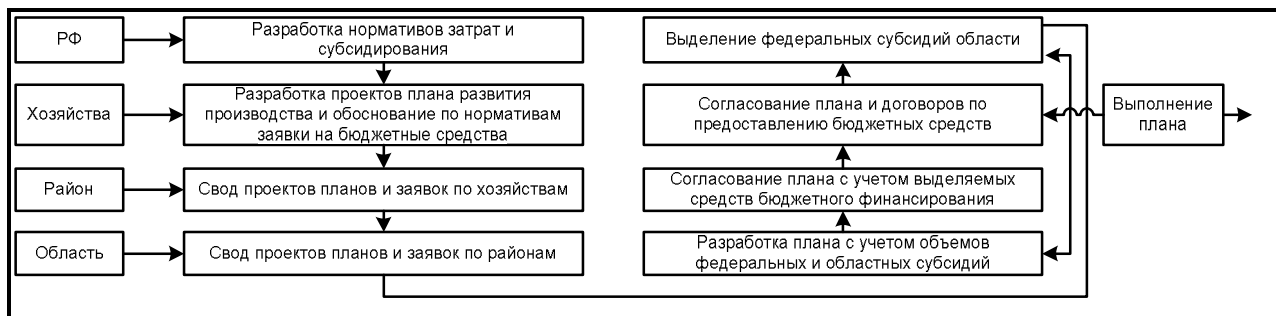 РФ
Разработка нормативов затрат и
субсидирования
Хозяйства
Разработка проектов плана развития
производства и обоснование по нормативам
заявки на бюджетные средства
Район
Свод проектов планов и заявок по хозяйствам
Область
Свод проектов планов и заявок по районам
Выделение федеральных субсидий области
Согласование плана и договоров по
предоставлению бюджетных средств
Согласование плана с учетом выделяемых
средств бюджетного финансирования
Разработка плана с учетом объемов
федеральных и областных субсидий
Выполнение
плана